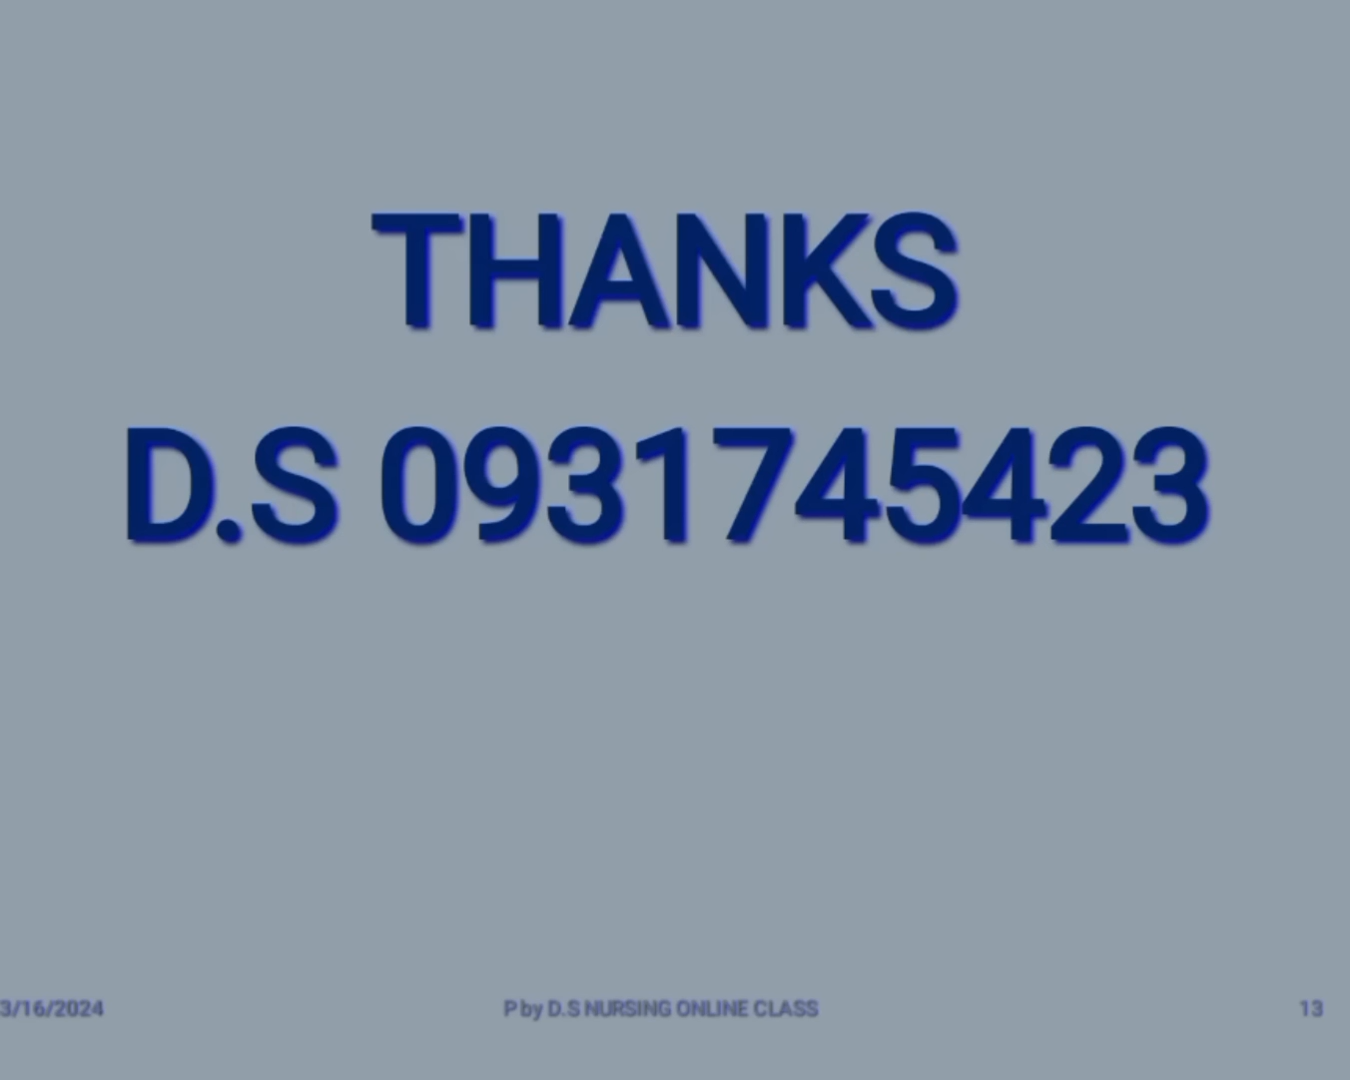 THANKS
D.S 0931745423
3/16/2024
P by D.S NURSING ONLINE CLASS
13